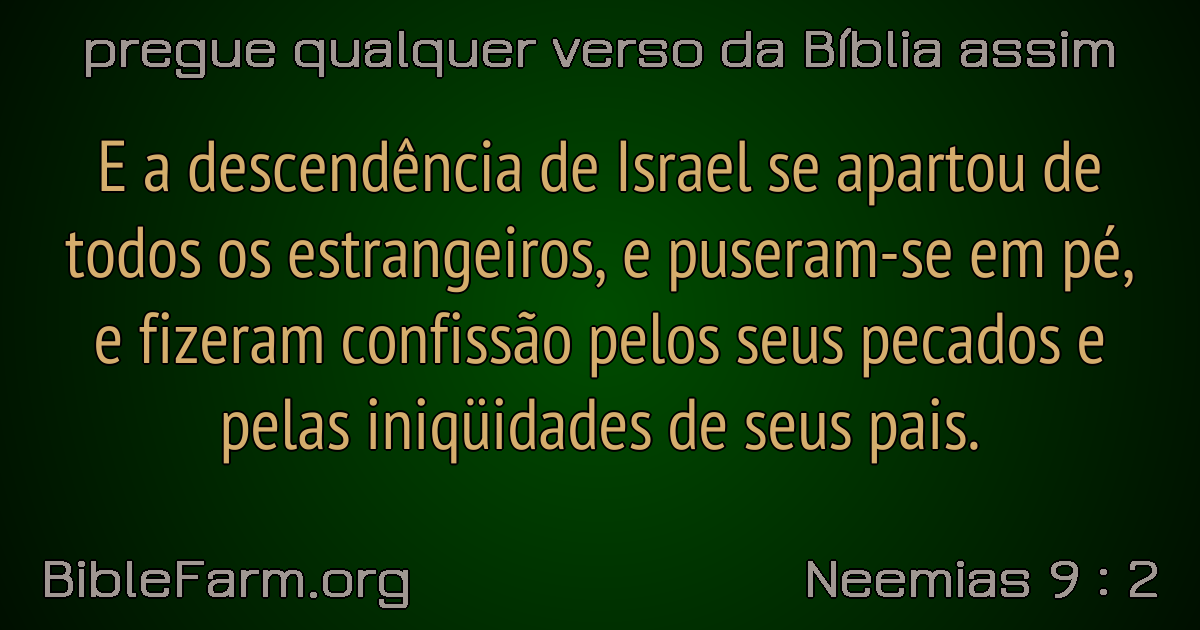 pregue qualquer verso da Bíblia assim
E a descendência de Israel se apartou de
todos os estrangeiros, e puseram-se em pé,
e fizeram confissão pelos seus pecados e
pelas iniqüidades de seus pais.
BibleFarm.org
Neemias 9 : 2